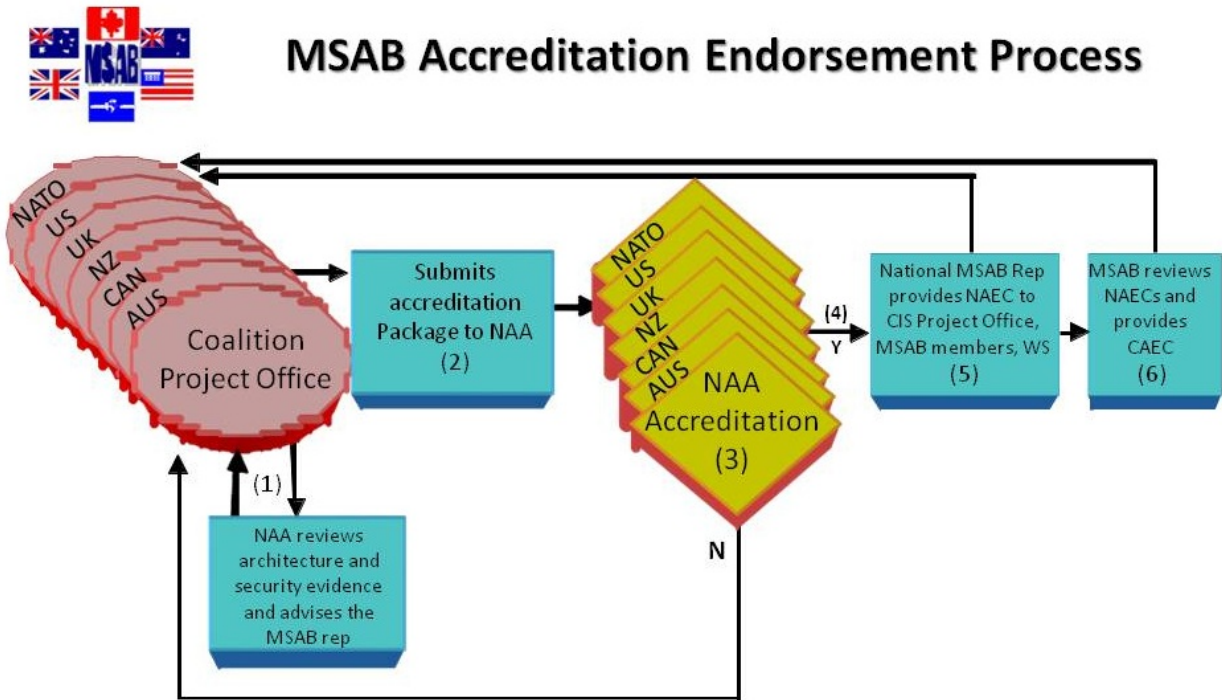 MSAB
MSAB Accreditation Endorsement Process
NATO
US
UK
NZ
CAN
AUS
Coalition
Project Office
(1)
NAA reviews
architecture and
security evidence
and advises the
MSAB rep
Submits
accreditation
Package to NAA
(2)
NATO
US
UK
NZ
CAN
AUS
NAA
Accreditation
(3)
N
(4)
Y
National MSAB Rep
provides NAEC to
CIS Project Office,
MSAB members, WS
(5)
MSAB reviews
NAECs and
provides
CAEC
(6)